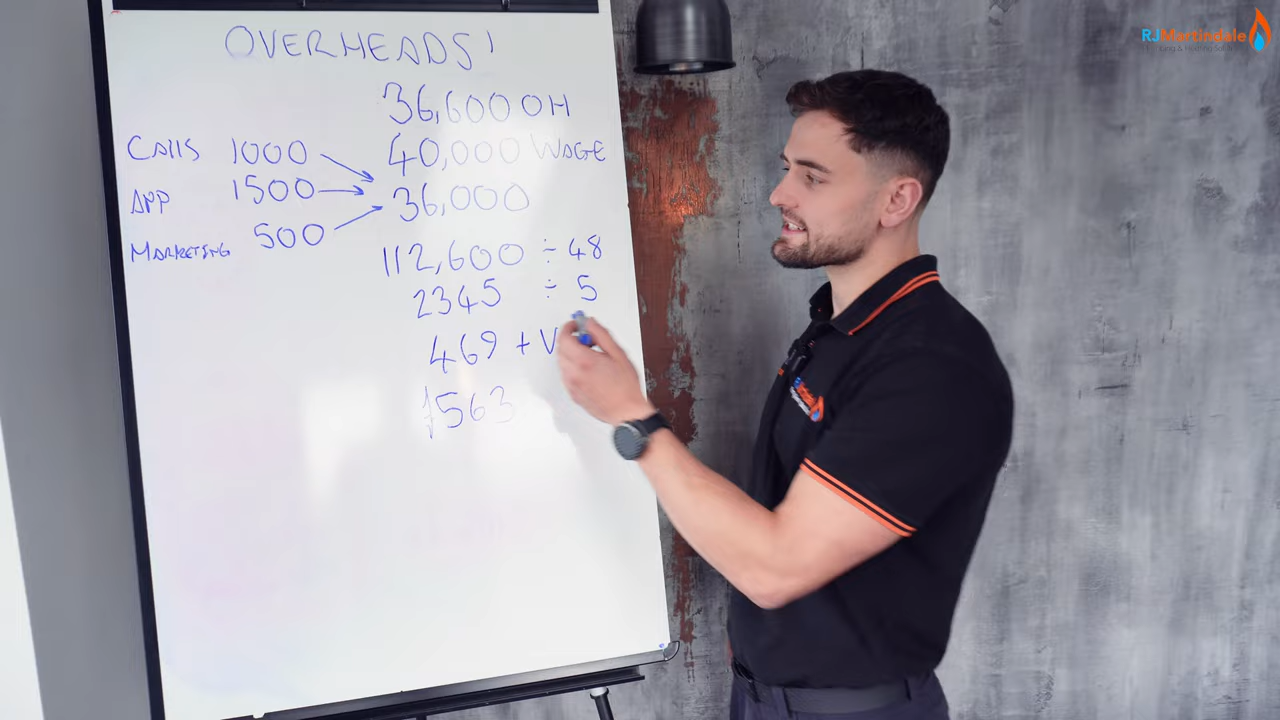 OVERHEADS!
36,600 OH
CALLS 1000 40,000 WAGE
APP 1500 36,000
MARKETING 500
112,600 ÷ 48
2345 ÷ 5
469 + V
£563
RJMartindale